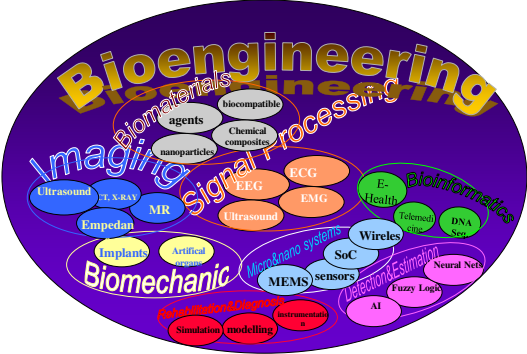 Bioengineering
Biomaterials
agents
biocompatible
Chemical
composites
nanoparticles
Signal Processing
EEG
ECG
EMG
Ultrasound
Imaging
Ultrasound
CT, X-RAY
MR
Empedan
Bioinformatics
E-
Health
Telemedi
cine
DNA
Seq
Implants
Artifical
organs
Biomechanic
Micro&nano systems
Wireles
SoC
sensors
MEMS
Detection&Estimation
Neural Nets
Fuzzy Logic
AI
Rehabilitation&Diagnosis
Simulation
modelling
Instrumentatio
n